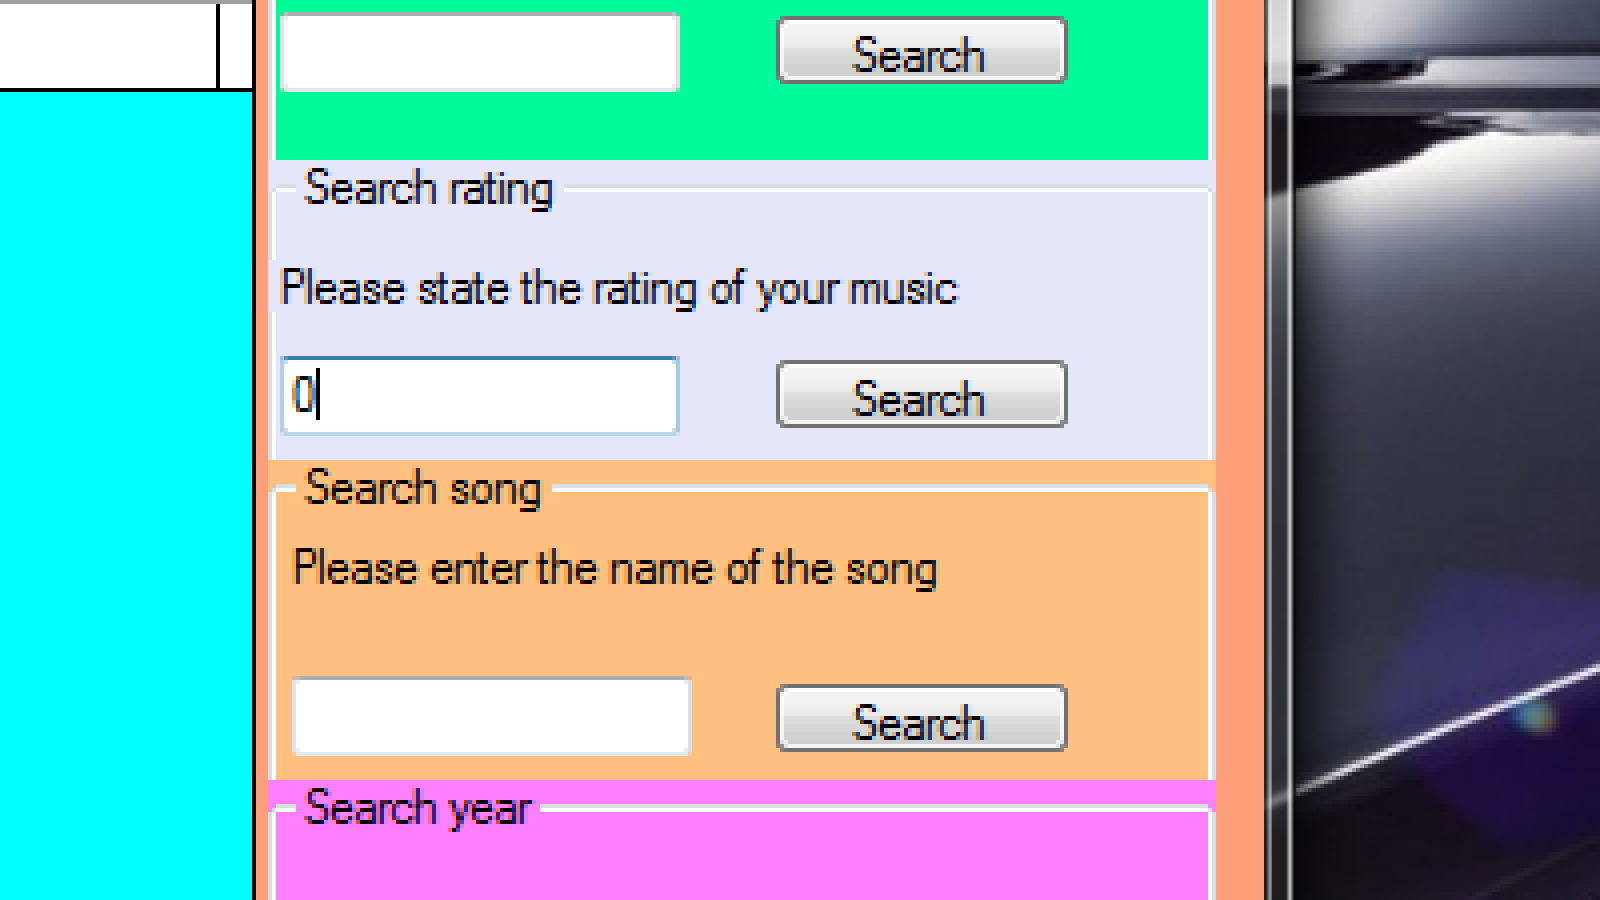 Search
Search rating
Please state the rating of your music
0
Search
Search song
Please enter the name of the song
Search
Search year